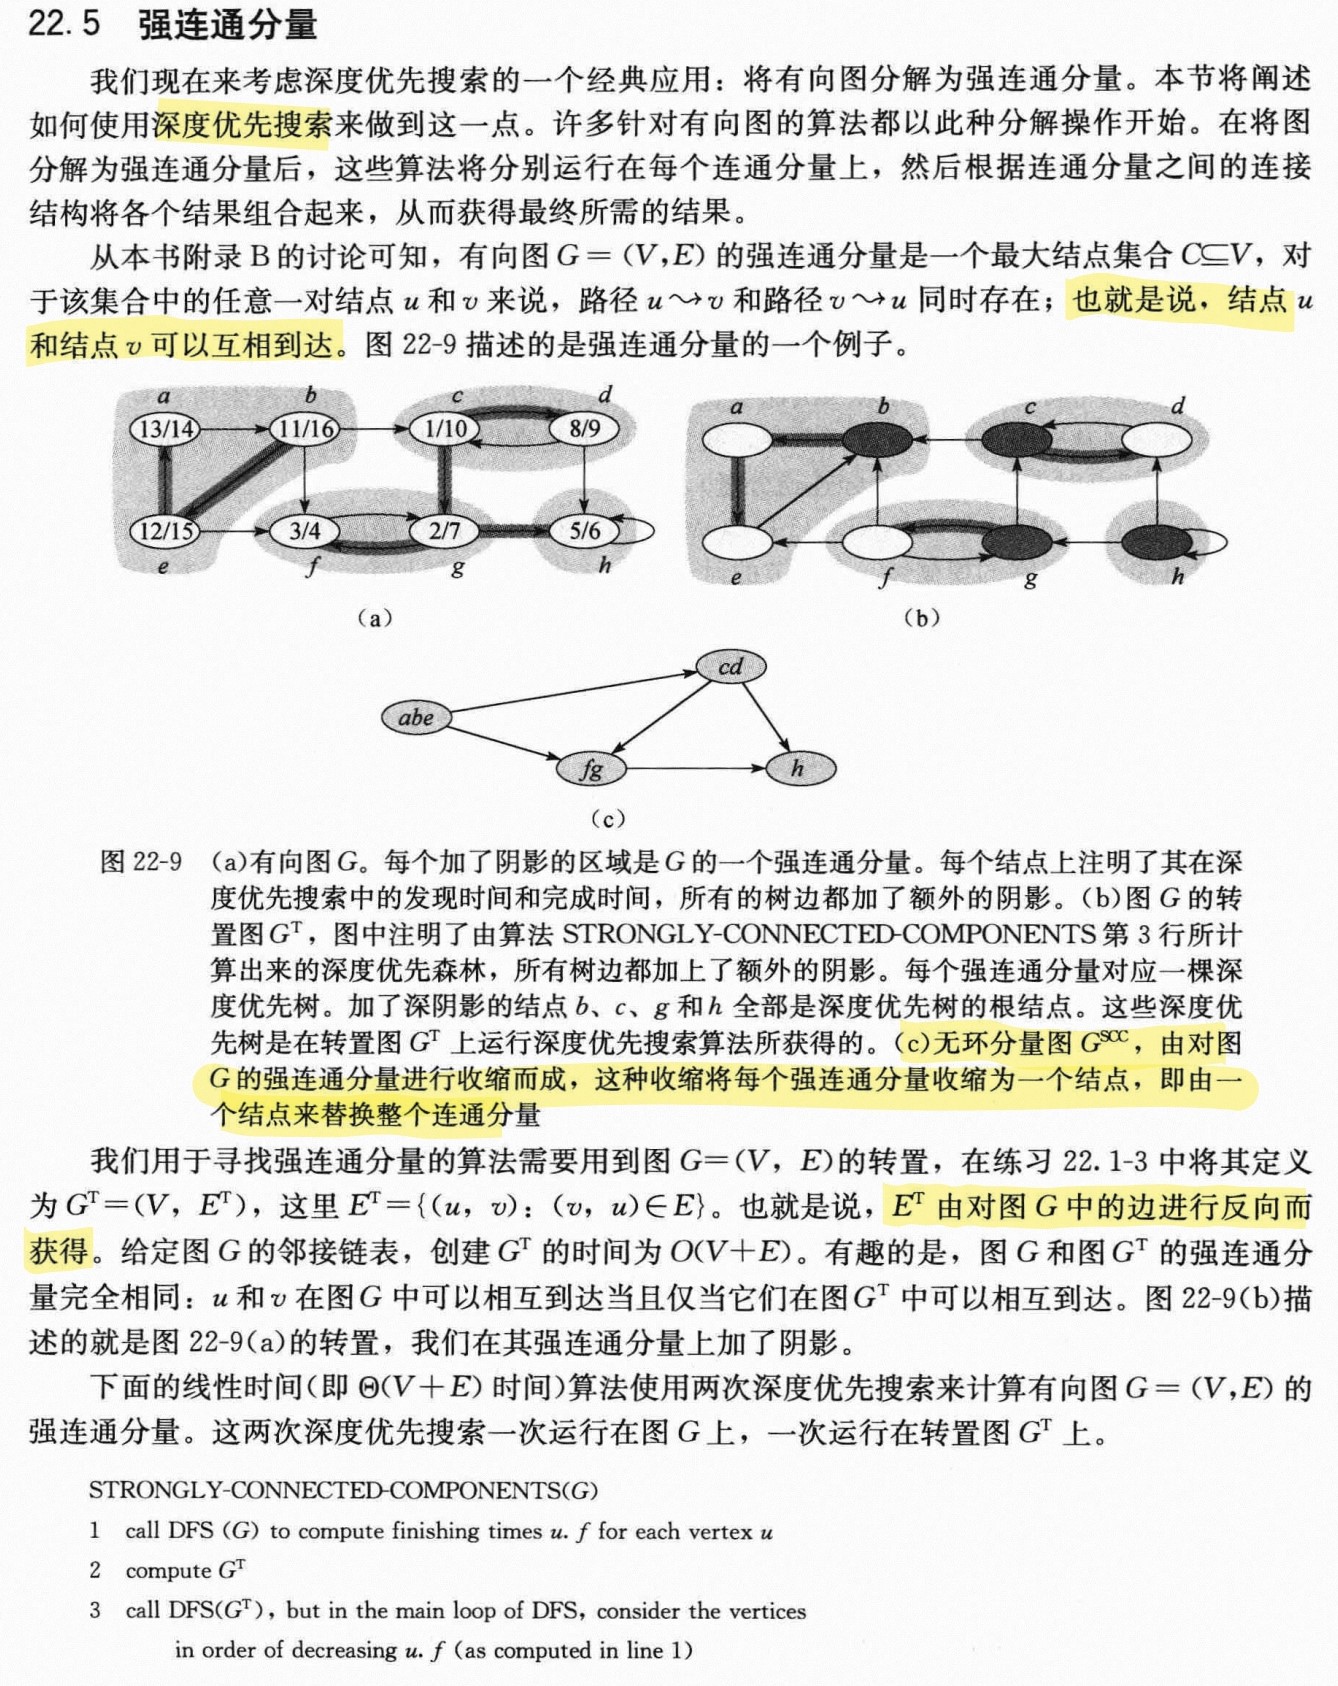 22.5 强连通分量
我们现在来考虑深度优先搜索的一个经典应用：将有向图分解为强连通分量。本节将阐述
如何使用深度优先搜索来做到这一点。许多针对有向图的算法都以此种分解操作开始。在将图
分解为强连通分量后，这些算法将分别运行在每个连通分量上，然后根据连通分量之间的连接
结构将各个结果组合起来，从而获得最终所需的结果。
从本书附录 B 的讨论可知，有向图 G=(V,E) 的强连通分量是一个最大结点集合 C⊆V，对
于该集合中的任意一对结点 u 和 v 来说，路径 u⤳v 和路径 v⤳u 同时存在；也就是说，结点 u
和结点 v 可以互相到达。图 22-9 描述的是强连通分量的一个例子。
a b c d
13/14 11/16 1/10 8/9
12/15 3/4 2/7 5/6
e f g h
(a)
a b c d
e f g h
(b)
cd
abe
fg h
(c)
图 22-9 (a)有向图 G。每个加了阴影的区域是 G 的一个强连通分量。每个结点上注明了其在深
度优先搜索中的发现时间和完成时间，所有的树边都加了额外的阴影。(b)图 G 的转
置图 Gᵀ，图中注明了由算法 STRONGLY-CONNECTED-COMPONENTS 第 3 行所计
算出来的深度优先森林，所有树边都加上了额外的阴影。每个强连通分量对应一棵深
度优先树。加了深阴影的结点 b、c、g 和 h 全部是深度优先树的根结点。这些深度优
先树是在转置图 Gᵀ 上运行深度优先搜索算法所获得的。(c)无环分量图 G^SCC，由对图
G 的强连通分量进行收缩而成，这种收缩将每个强连通分量收缩为一个结点，即由一
个结点来替换整个连通分量
我们用于寻找强连通分量的算法需要用到图 G=(V，E)的转置，在练习 22.1-3 中将其定义
为 Gᵀ=(V，Eᵀ)，这里 Eᵀ={(u，v)：(v，u)∈E}。也就是说，Eᵀ 由对图 G 中的边进行反向而
获得。给定图 G 的邻接链表，创建 Gᵀ 的时间为 O(V+E)。有趣的是，图 G 和图 Gᵀ 的强连通分
量完全相同：u 和 v 在图 G 中可以相互到达当且仅当它们在图 Gᵀ 中可以相互到达。图 22-9(b)描
述的就是图 22-9(a)的转置，我们在其强连通分量上加了阴影。
下面的线性时间(即 Θ(V+E) 时间)算法使用两次深度优先搜索来计算有向图 G=(V,E) 的
强连通分量。这两次深度优先搜索一次运行在图 G 上，一次运行在转置图 Gᵀ 上。
STRONGLY-CONNECTED-COMPONENTS(G)
1 call DFS (G) to compute finishing times u. f for each vertex u
2 compute Gᵀ
3 call DFS(Gᵀ), but in the main loop of DFS, consider the vertices
in order of decreasing u. f (as computed in line 1)